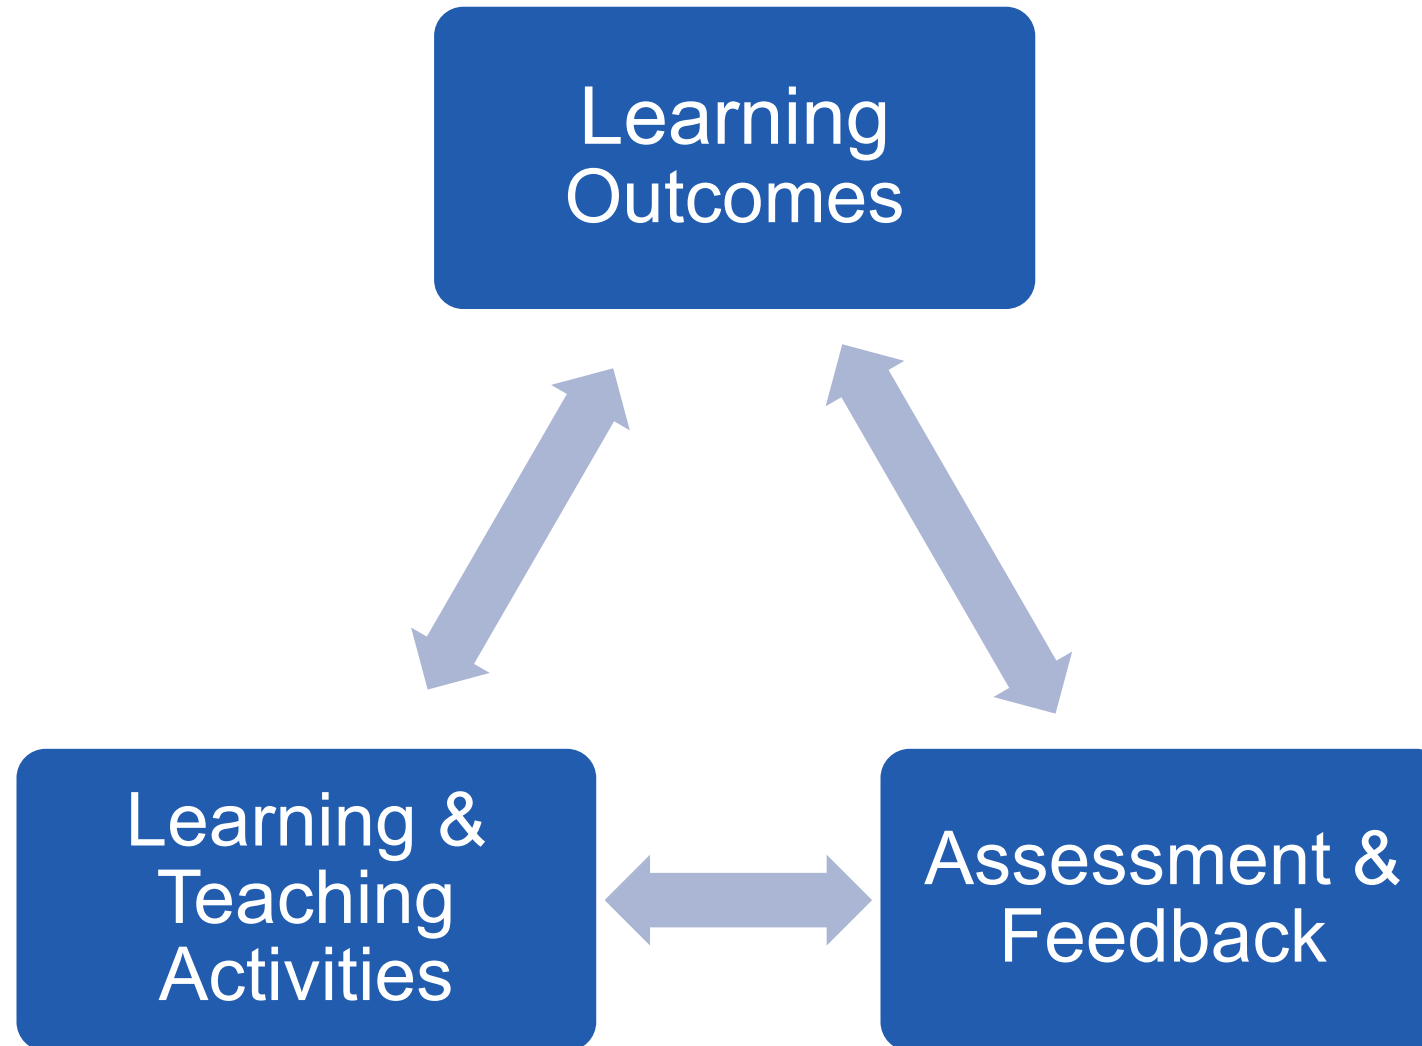 Learning
Outcomes
Learning &
Teaching
Activities
Assessment &
Feedback